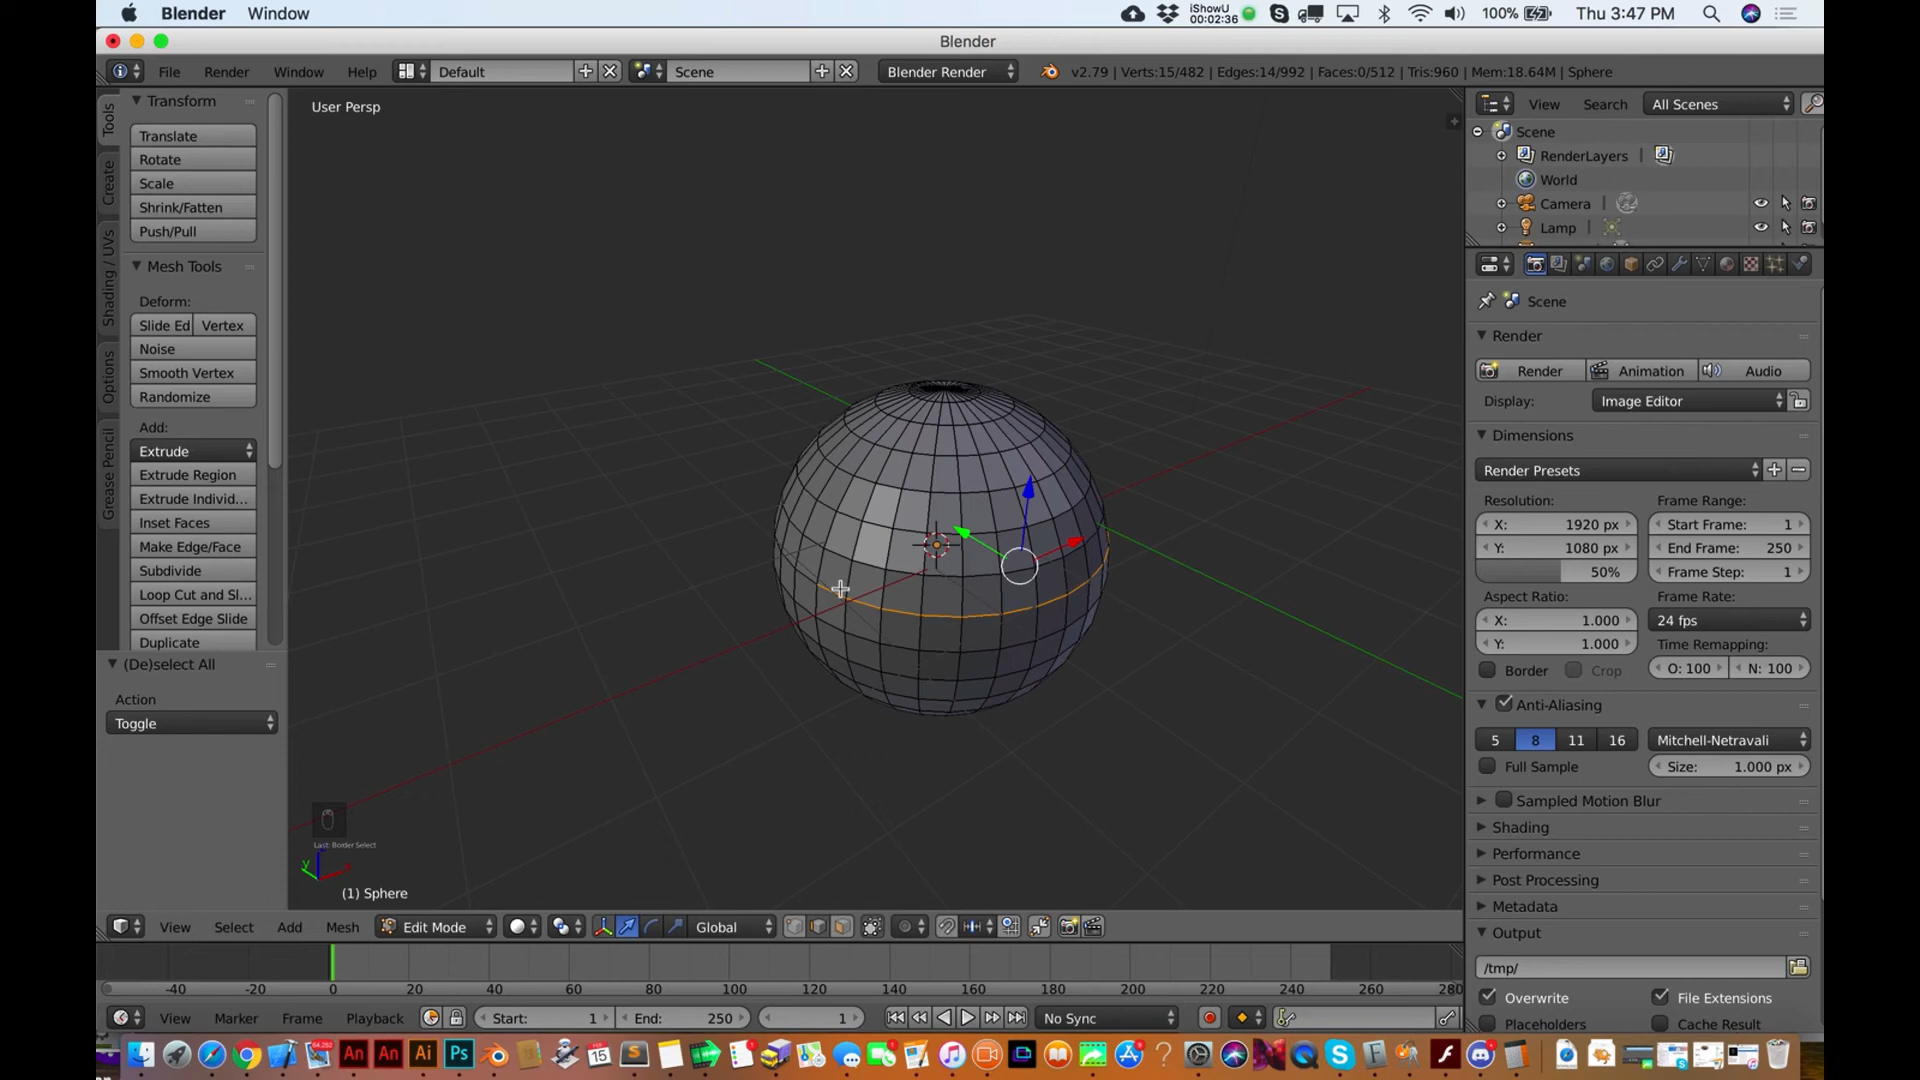 Blender Window
iShowU
00:02:36
100%
Thu 3:47 PM
Blender
File Render Window Help
Default
Scene
Blender Render
v2.79 | Verts:15/482 | Edges:14/992 | Faces:0/512 | Tris:960 | Mem:18.64M | Sphere
Tools
Create
Shading / UVs
Options
Grease Pencil
Transform
Translate
Rotate
Scale
Shrink/Fatten
Push/Pull
Mesh Tools
Deform:
Slide Ed Vertex
Noise
Smooth Vertex
Randomize
Add:
Extrude
Extrude Region
Extrude Individ...
Inset Faces
Make Edge/Face
Subdivide
Loop Cut and Sl...
Offset Edge Slide
Duplicate
(De)select All
Action
Toggle
User Persp
Last: Border Select
(1) Sphere
View Select Add Mesh
Edit Mode
Global
View Search
All Scenes
Scene
RenderLayers
World
Camera
Lamp
Scene
Render
Render Animation Audio
Display: Image Editor
Dimensions
Render Presets
Resolution: Frame Range:
X: 1920 px Start Frame: 1
Y: 1080 px End Frame: 250
50% Frame Step: 1
Aspect Ratio: Frame Rate:
X: 1.000 24 fps
Y: 1.000 Time Remapping:
Border Crop O: 100 N: 100
Anti-Aliasing
5 8 11 16 Mitchell-Netravali
Full Sample Size: 1.000 px
Sampled Motion Blur
Shading
Performance
Post Processing
Metadata
Output
/tmp/
Overwrite File Extensions
Placeholders Cache Result
-40 -20 0 20 40 60 80 100 120 140 160 180 200 220 240 260 280
View Marker Frame Playback
Start: 1 End: 250 1
No Sync
An An Ai Ps
15